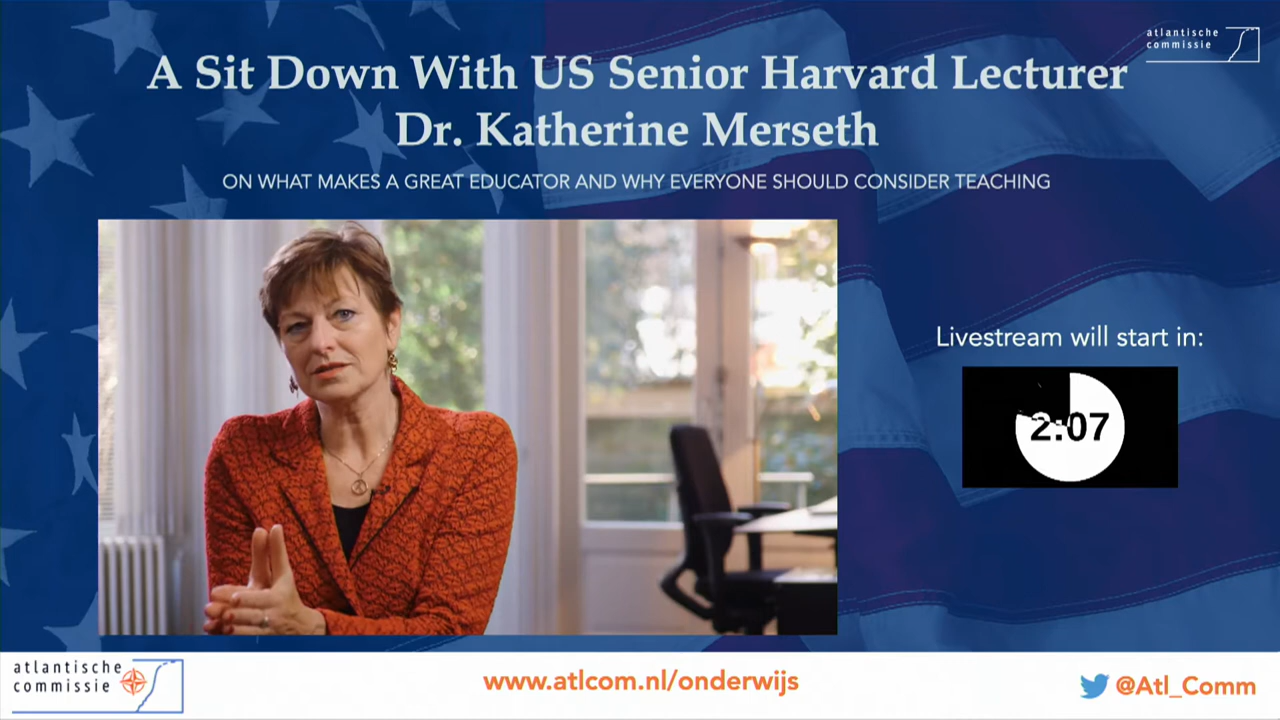 atlantische
commissie
A Sit Down With US Senior Harvard Lecturer
Dr. Katherine Merseth
ON WHAT MAKES A GREAT EDUCATOR AND WHY EVERYONE SHOULD CONSIDER TEACHING
Livestream will start in:
2:07
atlantische
commissie
www.atlcom.nl/onderwijs
@Atl_Comm